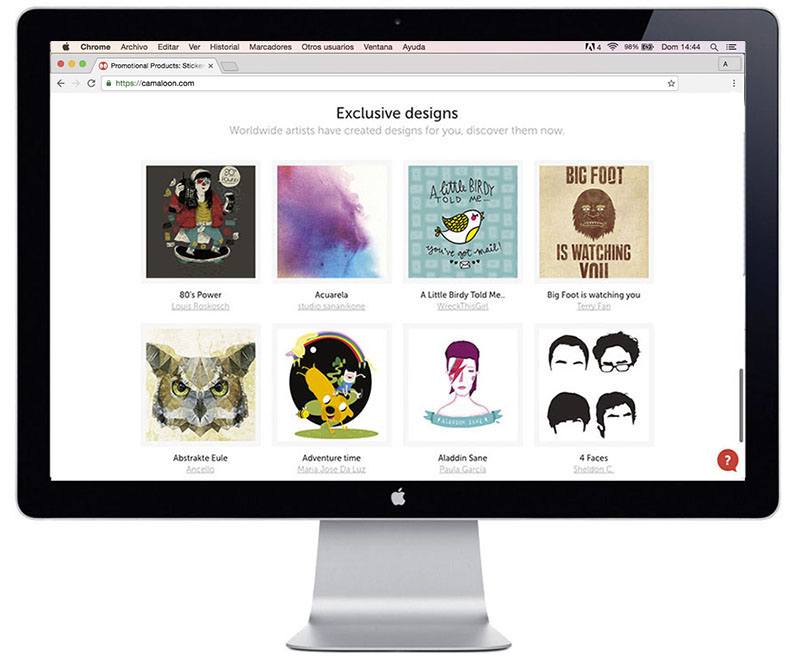 Chrome Archivo Editar Ver Historial Marcadores Otros usuarios Ventana Ayuda 4 98% Dom 14:44
Promotional Products: Sticker
A
https://camaloon.com
Exclusive designs
Worldwide artists have created designs for you, discover them now.
80's
POWER
A little BIRDY
TOLD ME...
you've got mail!
BIG FOOT
IS WATCHING
YOU
80's Power Acuarela A Little Birdy Told Me.. Big Foot is watching you
Louis Roskosch studio sananikone WreckThisGirl Terry Fan
ALADDIN SANE
Abstrakte Eule Adventure time Aladdin Sane 4 Faces
Ancello Maria Jose Da Luz Paula García Sheldon C.
?